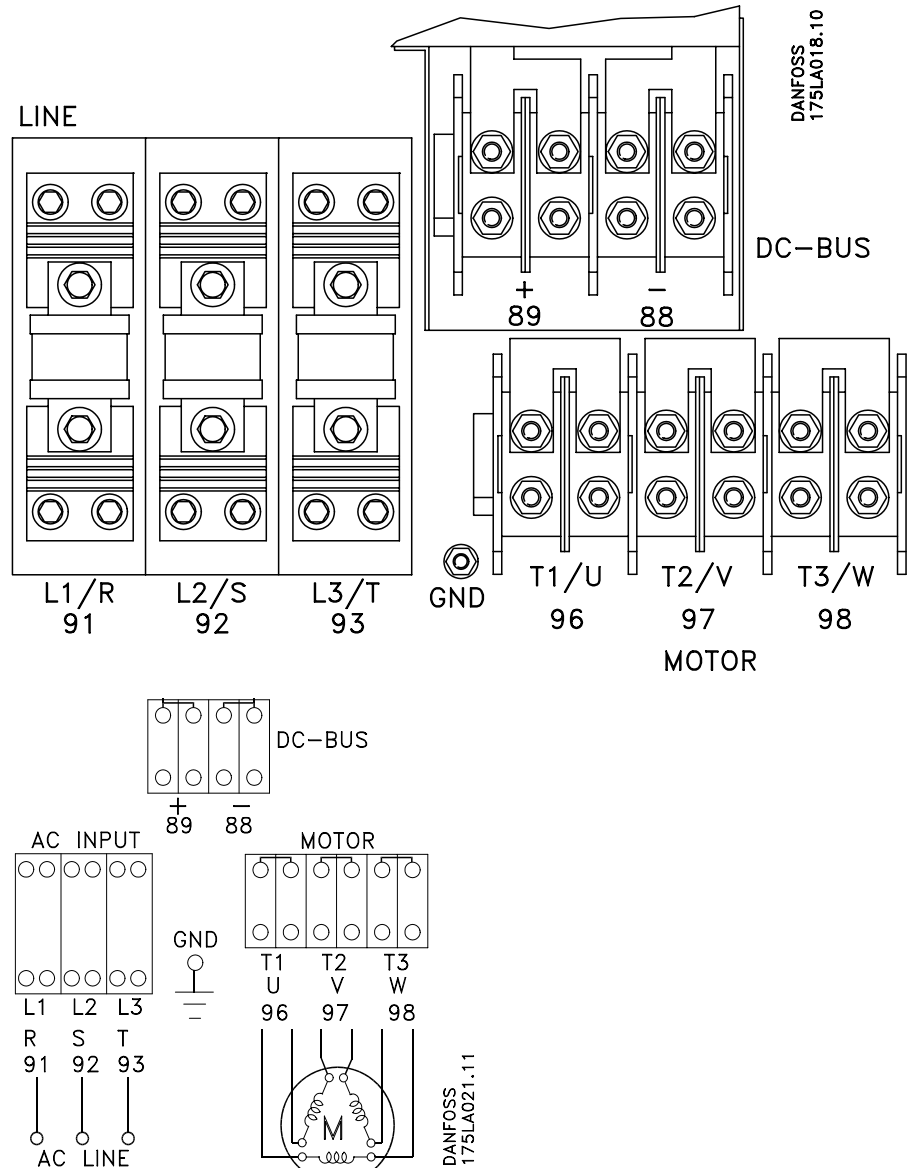 DANFOSS
175LA018.10
LINE
DC-BUS
+ −
89 88
L1/R L2/S L3/T
91 92 93
GND
T1/U T2/V T3/W
96 97 98
MOTOR
DC-BUS
+ −
89 88
AC INPUT
MOTOR
GND
L1 L2 L3
R S T
91 92 93
AC LINE
T1 T2 T3
U V W
96 97 98
M
DANFOSS
175LA021.11